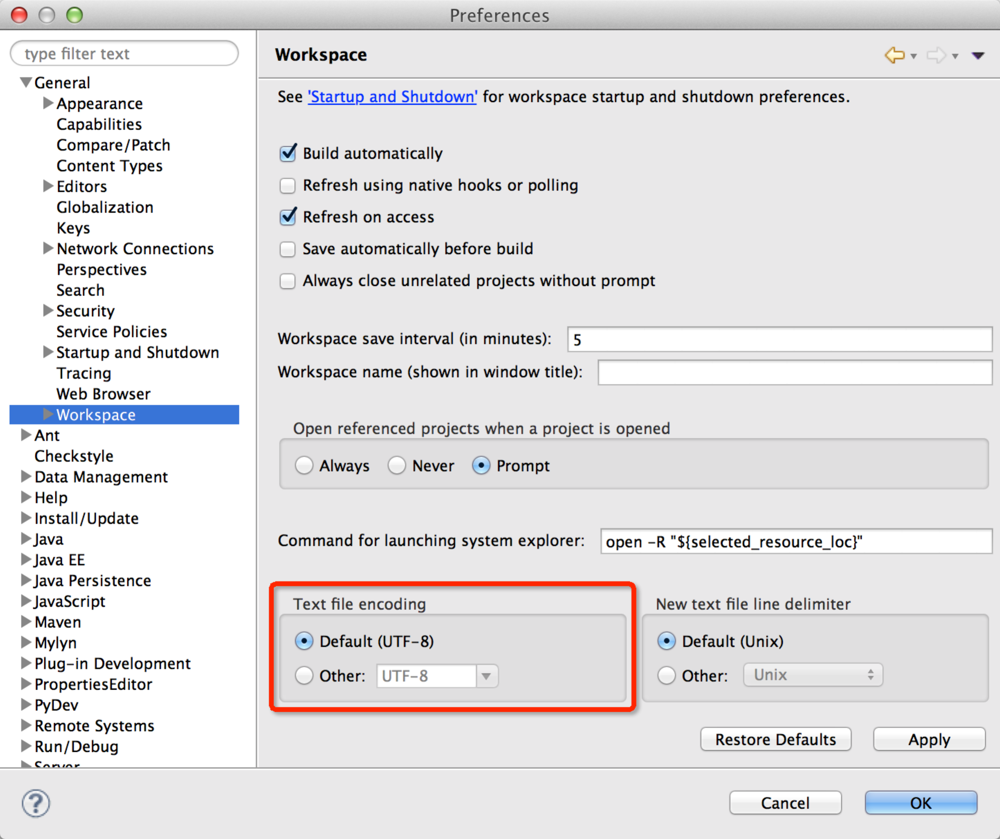 Preferences
type filter text
General
Appearance
Capabilities
Compare/Patch
Content Types
Editors
Globalization
Keys
Network Connections
Perspectives
Search
Security
Service Policies
Startup and Shutdown
Tracing
Web Browser
Workspace
Ant
Checkstyle
Data Management
Help
Install/Update
Java
Java EE
Java Persistence
JavaScript
Maven
Mylyn
Plug-in Development
PropertiesEditor
PyDev
Remote Systems
Run/Debug
Server
Workspace
See 'Startup and Shutdown' for workspace startup and shutdown preferences.
Build automatically
Refresh using native hooks or polling
Refresh on access
Save automatically before build
Always close unrelated projects without prompt
Workspace save interval (in minutes): 5
Workspace name (shown in window title):
Open referenced projects when a project is opened
Always Never Prompt
Command for launching system explorer: open -R "${selected_resource_loc}"
Text file encoding
Default (UTF-8)
Other: UTF-8
New text file line delimiter
Default (Unix)
Other: Unix
Restore Defaults Apply
? Cancel OK